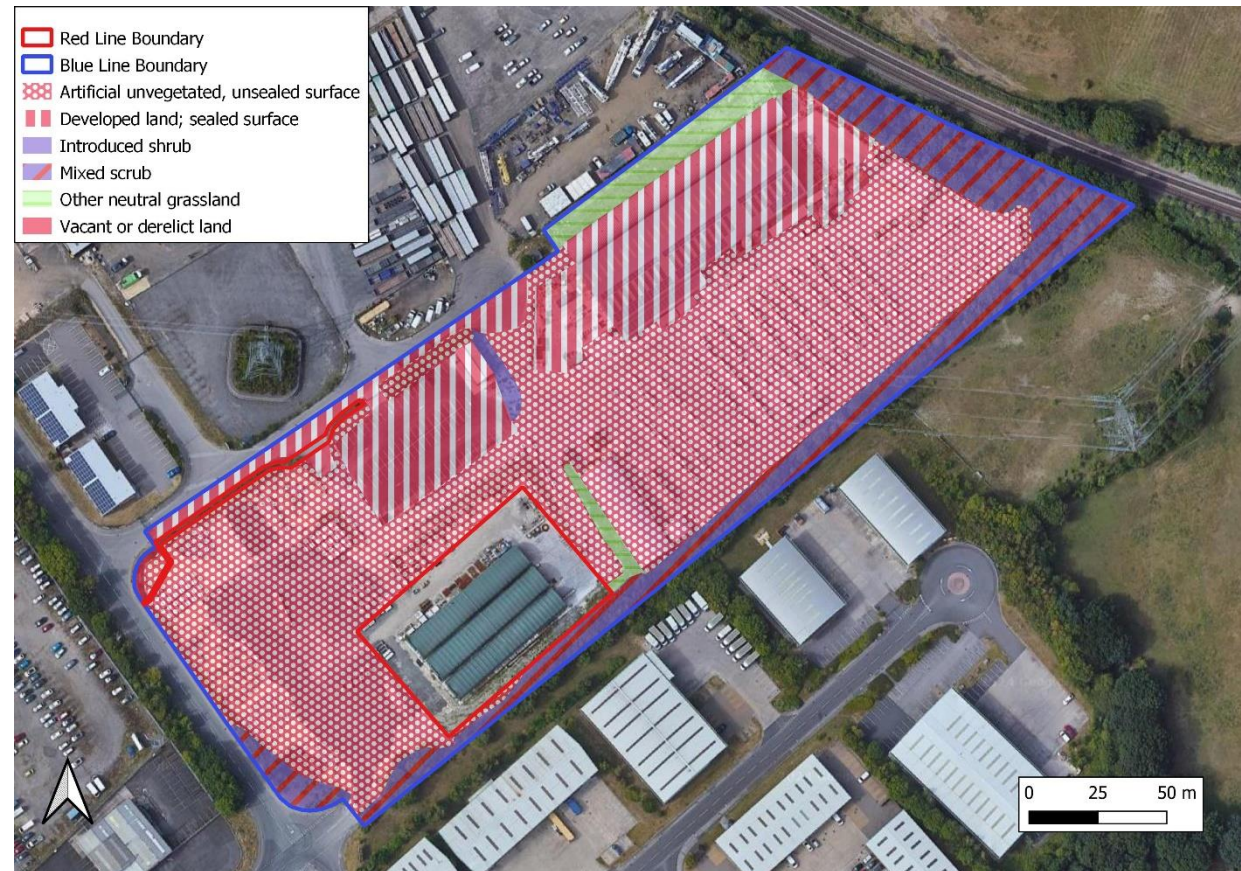 Red Line Boundary
Blue Line Boundary
Artificial unvegetated, unsealed surface
Developed land; sealed surface
Introduced shrub
Mixed scrub
Other neutral grassland
Vacant or derelict land
0 25 50 m